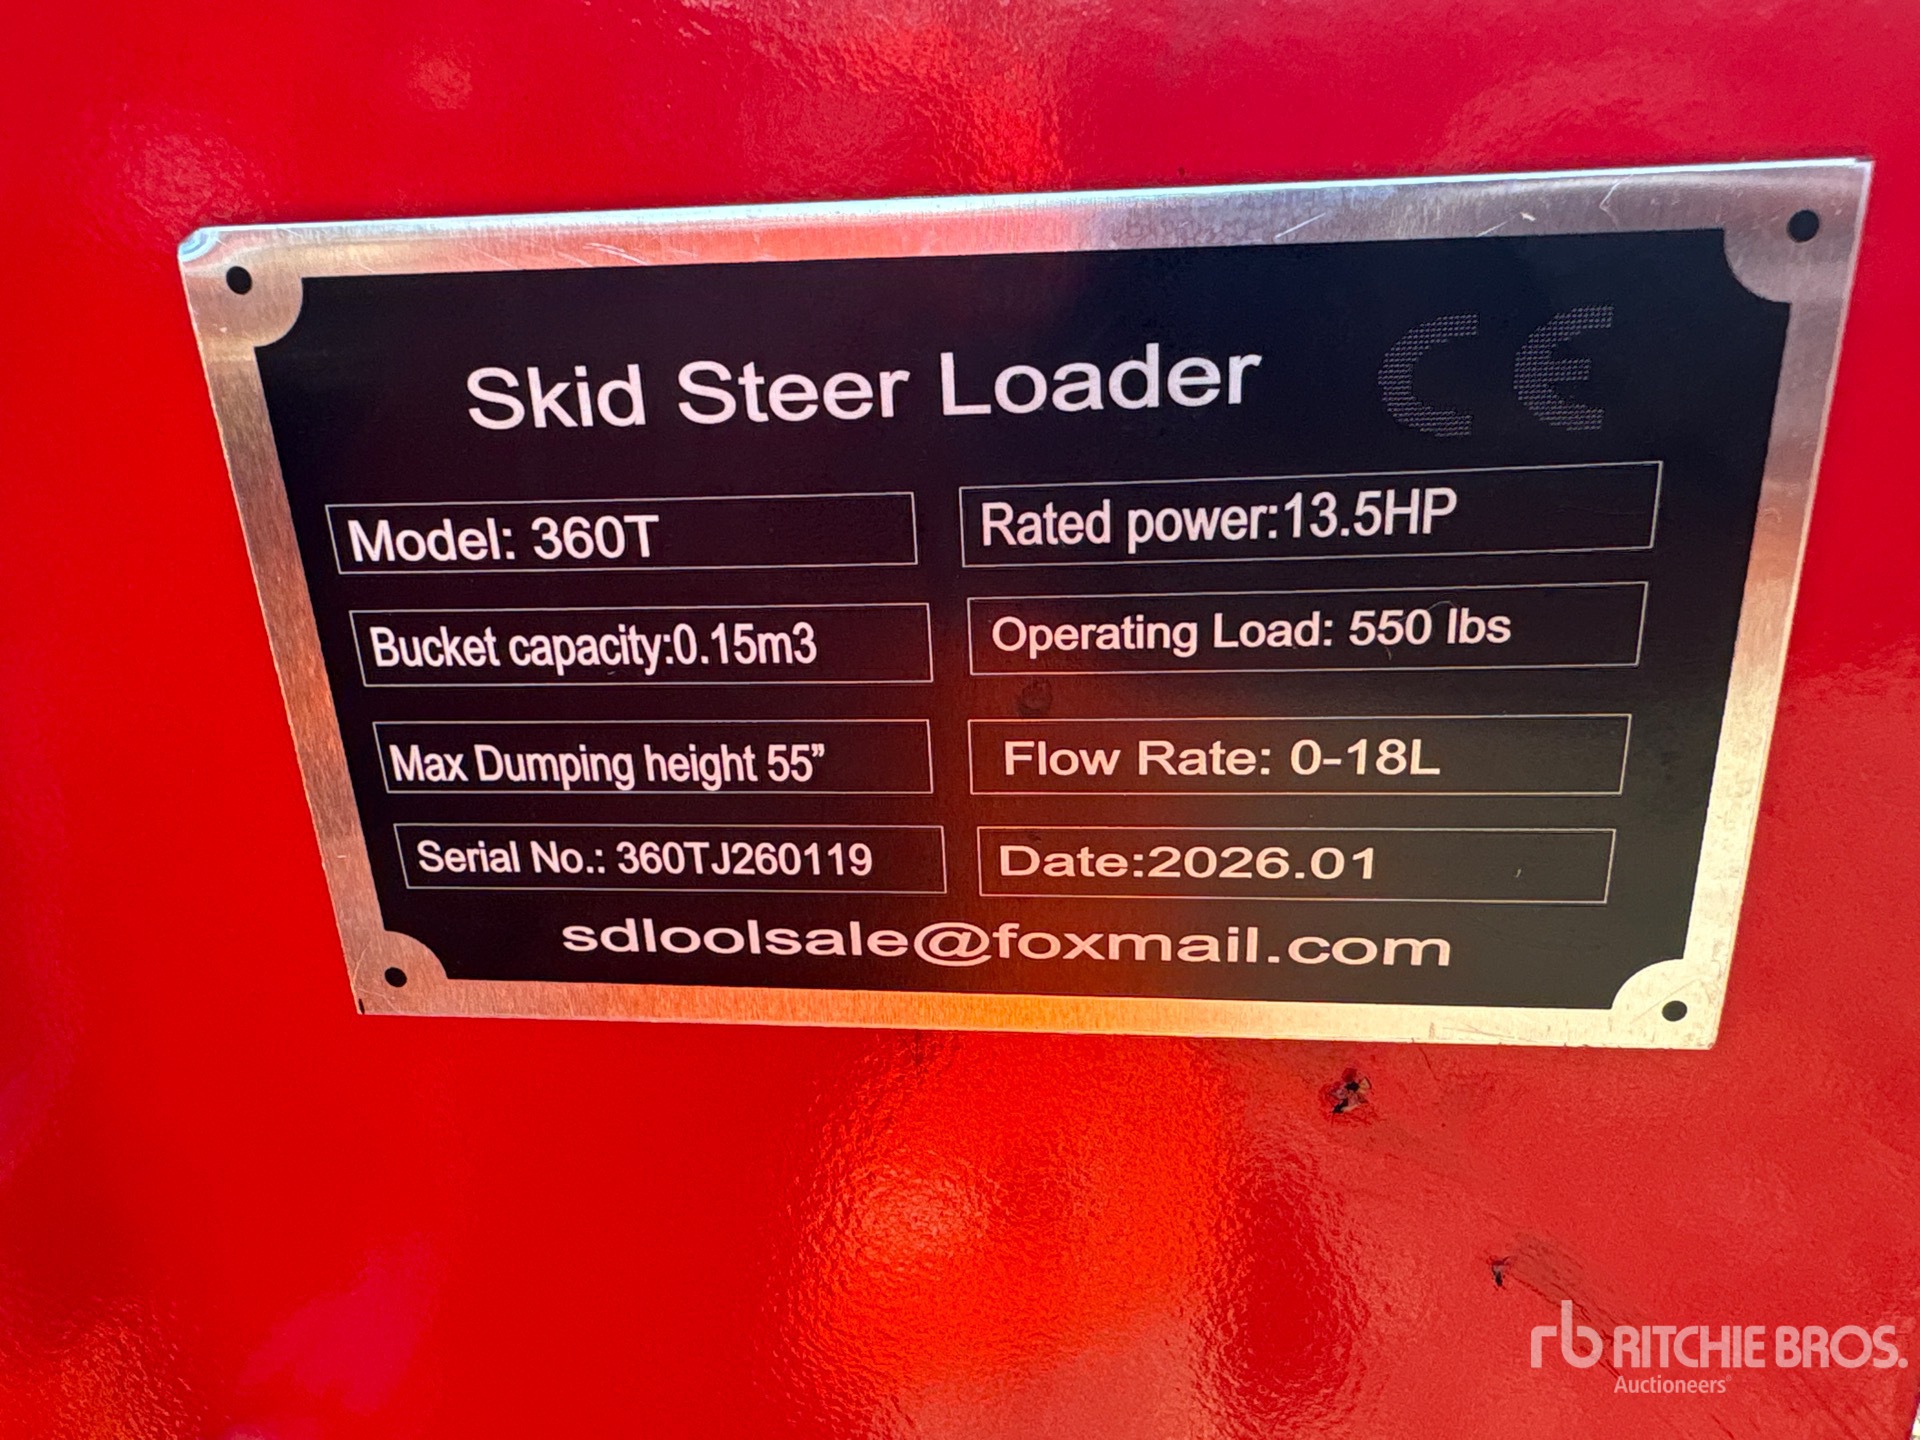 Skid Steer Loader CE
Model: 360T
Rated power:13.5HP
Bucket capacity:0.15m3
Operating Load: 550 lbs
Max Dumping height 55”
Flow Rate: 0-18L
Serial No.: 360TJ260119
Date:2026.01
sdloolsale@foxmail.com
rb RITCHIE BROS.
Auctioneers